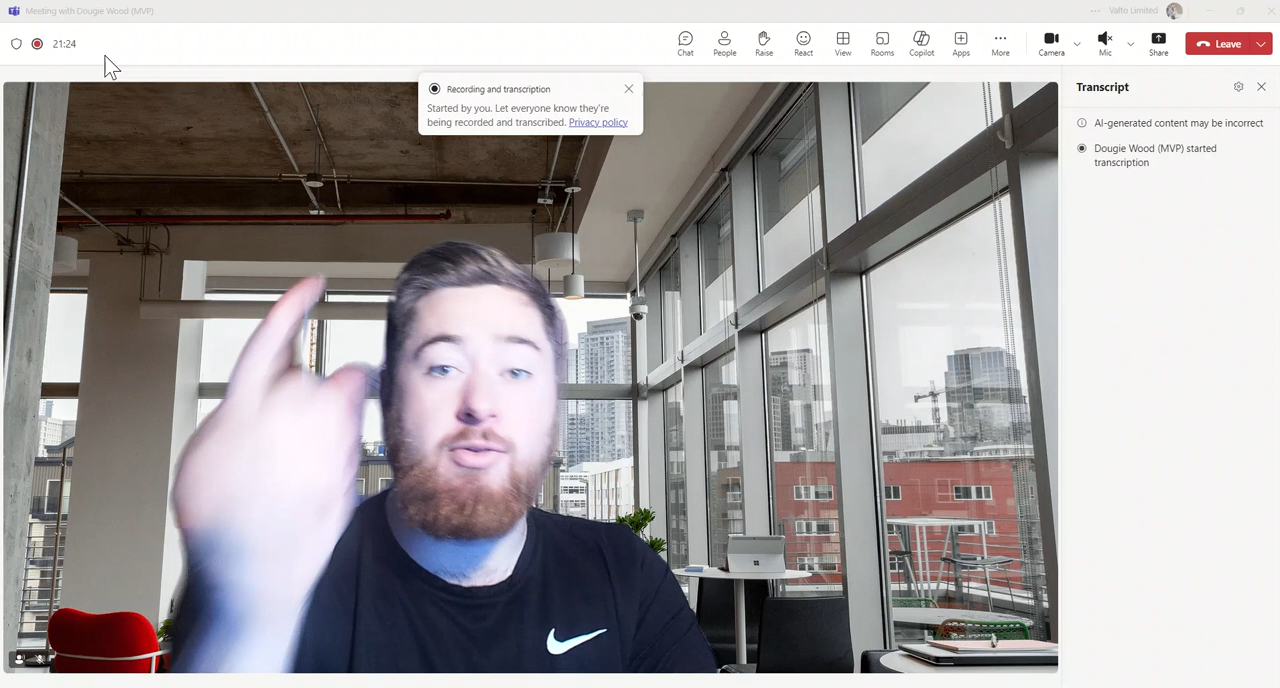 Meeting with Dougie Wood (MVP)
Valto Limited
21:24
Chat
People
Raise
React
View
Rooms
Copilot
Apps
More
Camera
Mic
Share
Leave
Recording and transcription
Started by you. Let everyone know they're
being recorded and transcribed. Privacy policy
Transcript
AI-generated content may be incorrect
Dougie Wood (MVP) started
transcription